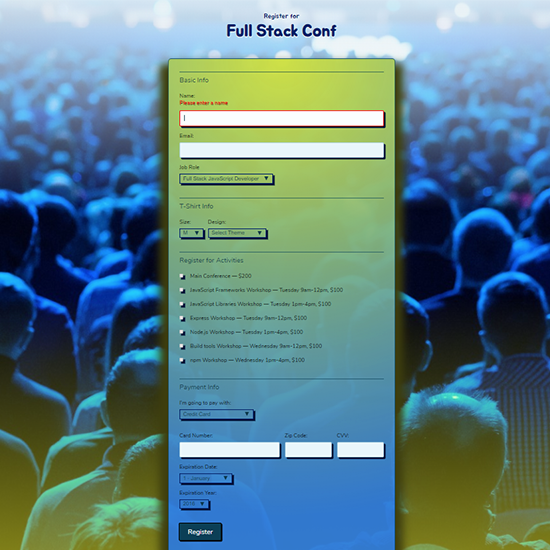 Register for
Full Stack Conf
Basic Info
Name:
Please enter a name
Email:
Job Role:
Full Stack JavaScript Developer
T-Shirt Info
Size: Design:
M Select Theme
Register for Activities
Main Conference — $200
JavaScript Frameworks Workshop — Tuesday 9am-12pm, $100
JavaScript Libraries Workshop — Tuesday 1pm-4pm, $100
Express Workshop — Tuesday 9am-12pm, $100
Node.js Workshop — Tuesday 1pm-4pm, $100
Build tools Workshop — Wednesday 9am-12pm, $100
npm Workshop — Wednesday 1pm-4pm, $100
Payment Info
I'm going to pay with:
Credit Card
Card Number: Zip Code: CVV:
Expiration Date:
1 - January
Expiration Year:
2016
Register